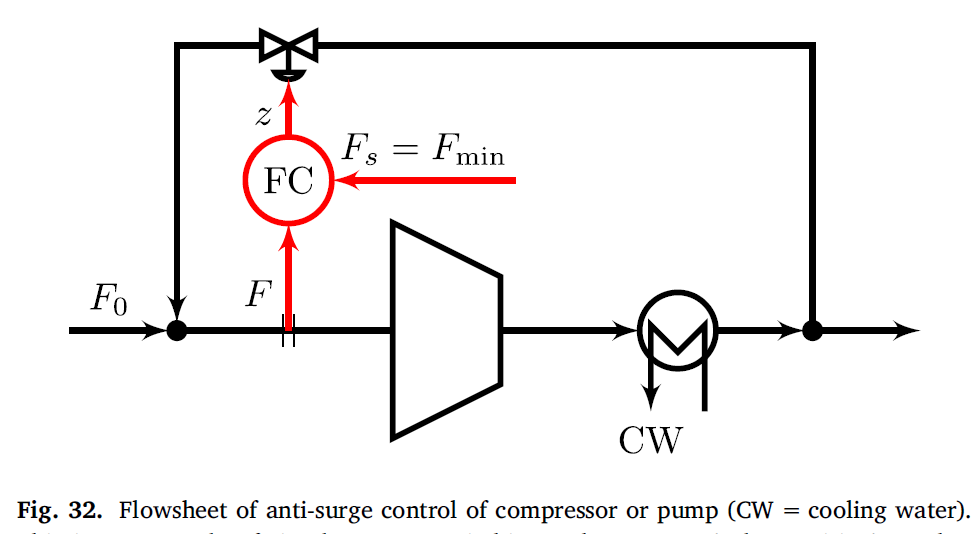 z
F_s = F_min
FC
F_0
F
CW
Fig. 32. Flowsheet of anti-surge control of compressor or pump (CW = cooling water).